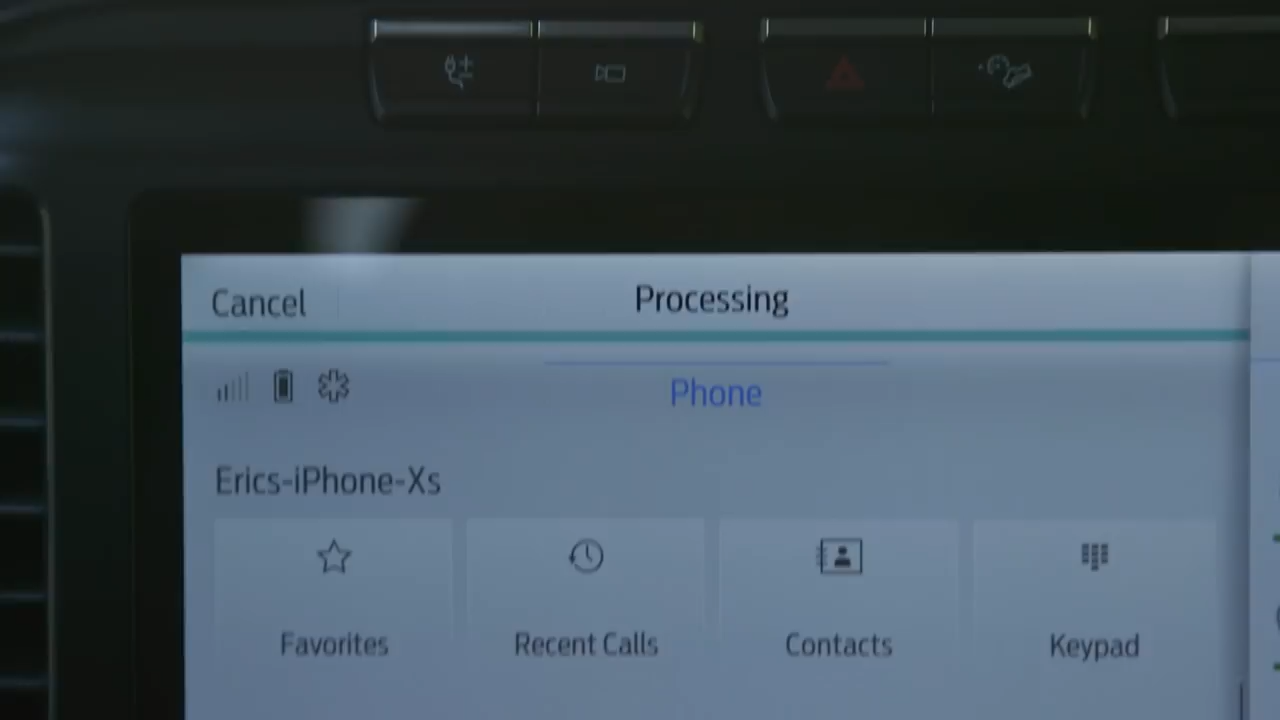 Cancel
Processing
Phone
Erics-iPhone-Xs
Favorites
Recent Calls
Contacts
Keypad